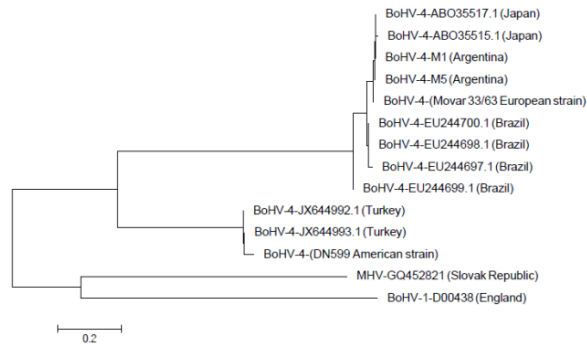 BoHV-4-ABO35517.1 (Japan)
BoHV-4-ABO35515.1 (Japan)
BoHV-4-M1 (Argentina)
BoHV-4-M5 (Argentina)
BoHV-4-(Movar 33/63 European strain)
BoHV-4-EU244700.1 (Brazil)
BoHV-4-EU244698.1 (Brazil)
BoHV-4-EU244697.1 (Brazil)
BoHV-4-EU244699.1 (Brazil)
BoHV-4-JX644992.1 (Turkey)
BoHV-4-JX644993.1 (Turkey)
BoHV-4-(DN599 American strain)
MHV-GQ452821 (Slovak Republic)
BoHV-1-D00438 (England)
0.2